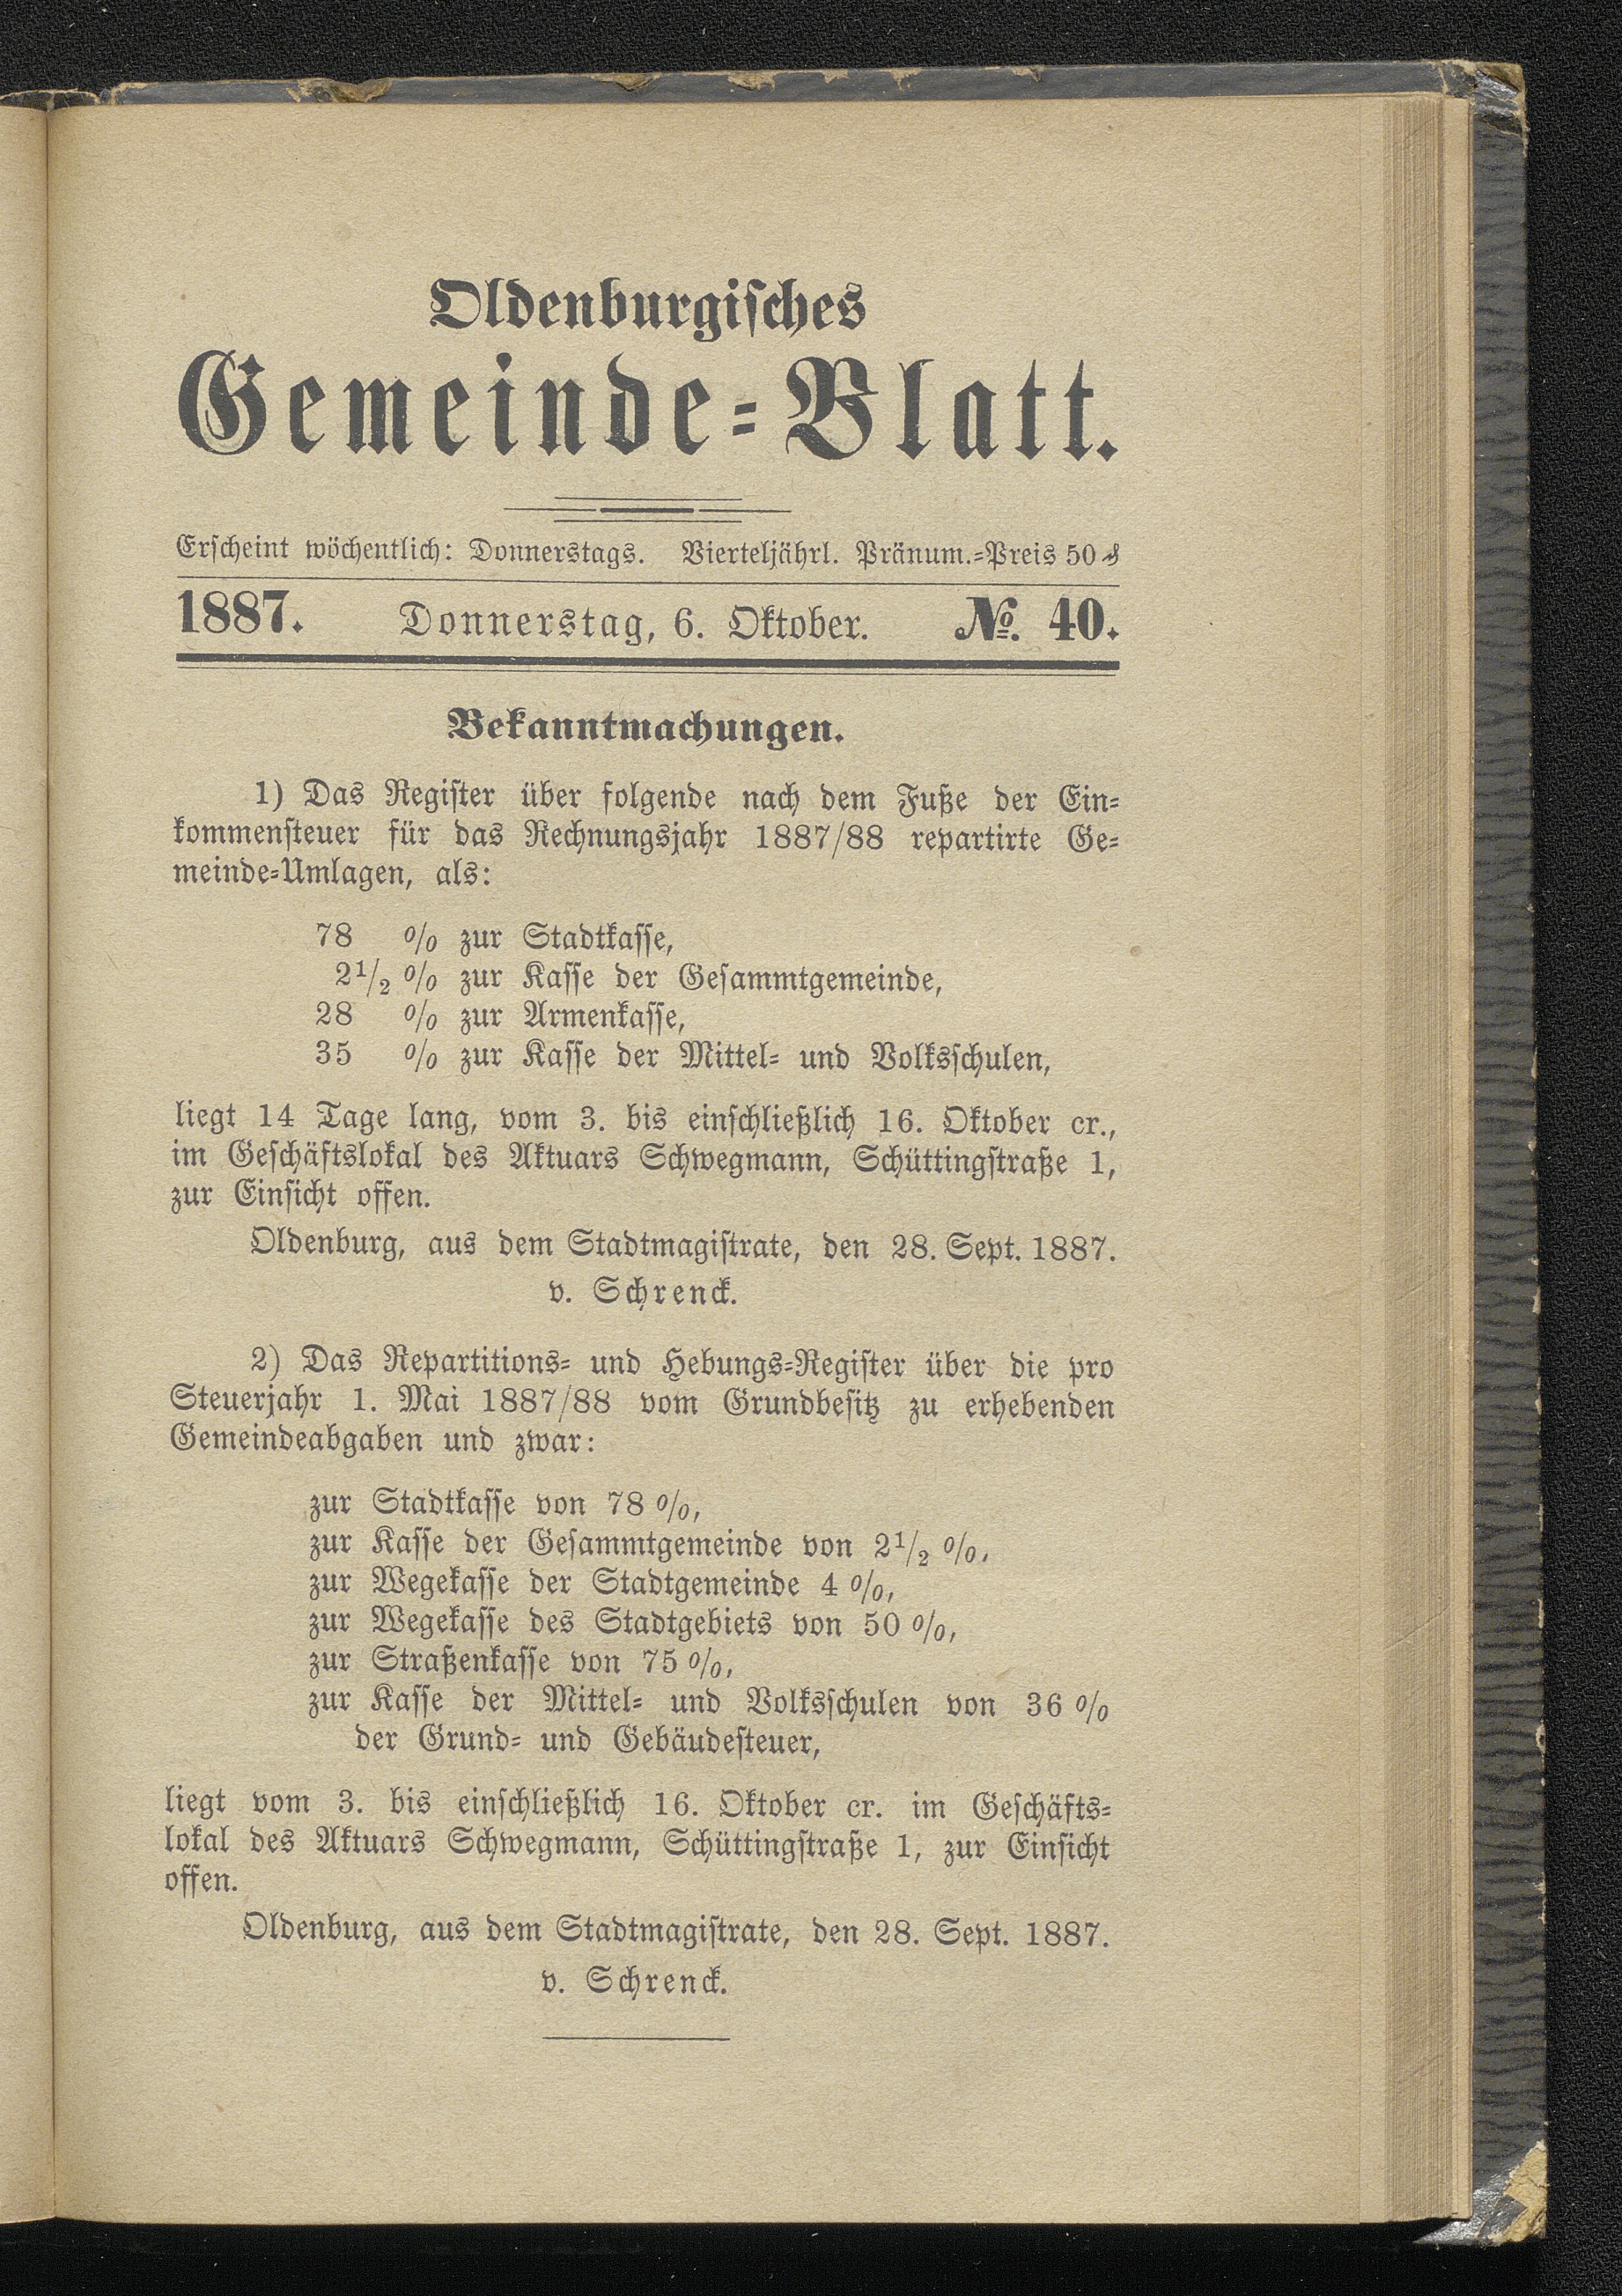 Oldenburgisches
Gemeinde-Blatt.
Erscheint wöchentlich: Donnerstags. Vierteljährl. Pränum.-Preis 50 ₰
1887. Donnerstag, 6. Oktober. №. 40.
Bekanntmachungen.
1) Das Register über folgende nach dem Fuße der Ein-
kommensteuer für das Rechnungsjahr 1887/88 repartirte Ge-
meinde-Umlagen, als:
78 % zur Stadtkasse,
2 1/2 % zur Kasse der Gesammtgemeinde,
28 % zur Armenkasse,
35 % zur Kasse der Mittel- und Volksschulen,
liegt 14 Tage lang, vom 3. bis einschließlich 16. Oktober cr.,
im Geschäftslokal des Aktuars Schwegmann, Schüttingstraße 1,
zur Einsicht offen.
Oldenburg, aus dem Stadtmagistrate, den 28. Sept. 1887.
v. Schrenck.
2) Das Repartitions- und Hebungs-Register über die pro
Steuerjahr 1. Mai 1887/88 vom Grundbesitz zu erhebenden
Gemeindeabgaben und zwar:
zur Stadtkasse von 78 %,
zur Kasse der Gesammtgemeinde von 2 1/2 %,
zur Wegekasse der Stadtgemeinde 4 %,
zur Wegekasse des Stadtgebiets von 50 %,
zur Straßenkasse von 75 %,
zur Kasse der Mittel- und Volksschulen von 36 %
der Grund- und Gebäudesteuer,
liegt vom 3. bis einschließlich 16. Oktober cr. im Geschäfts-
lokal des Aktuars Schwegmann, Schüttingstraße 1, zur Einsicht
offen.
Oldenburg, aus dem Stadtmagistrate, den 28. Sept. 1887.
v. Schrenck.